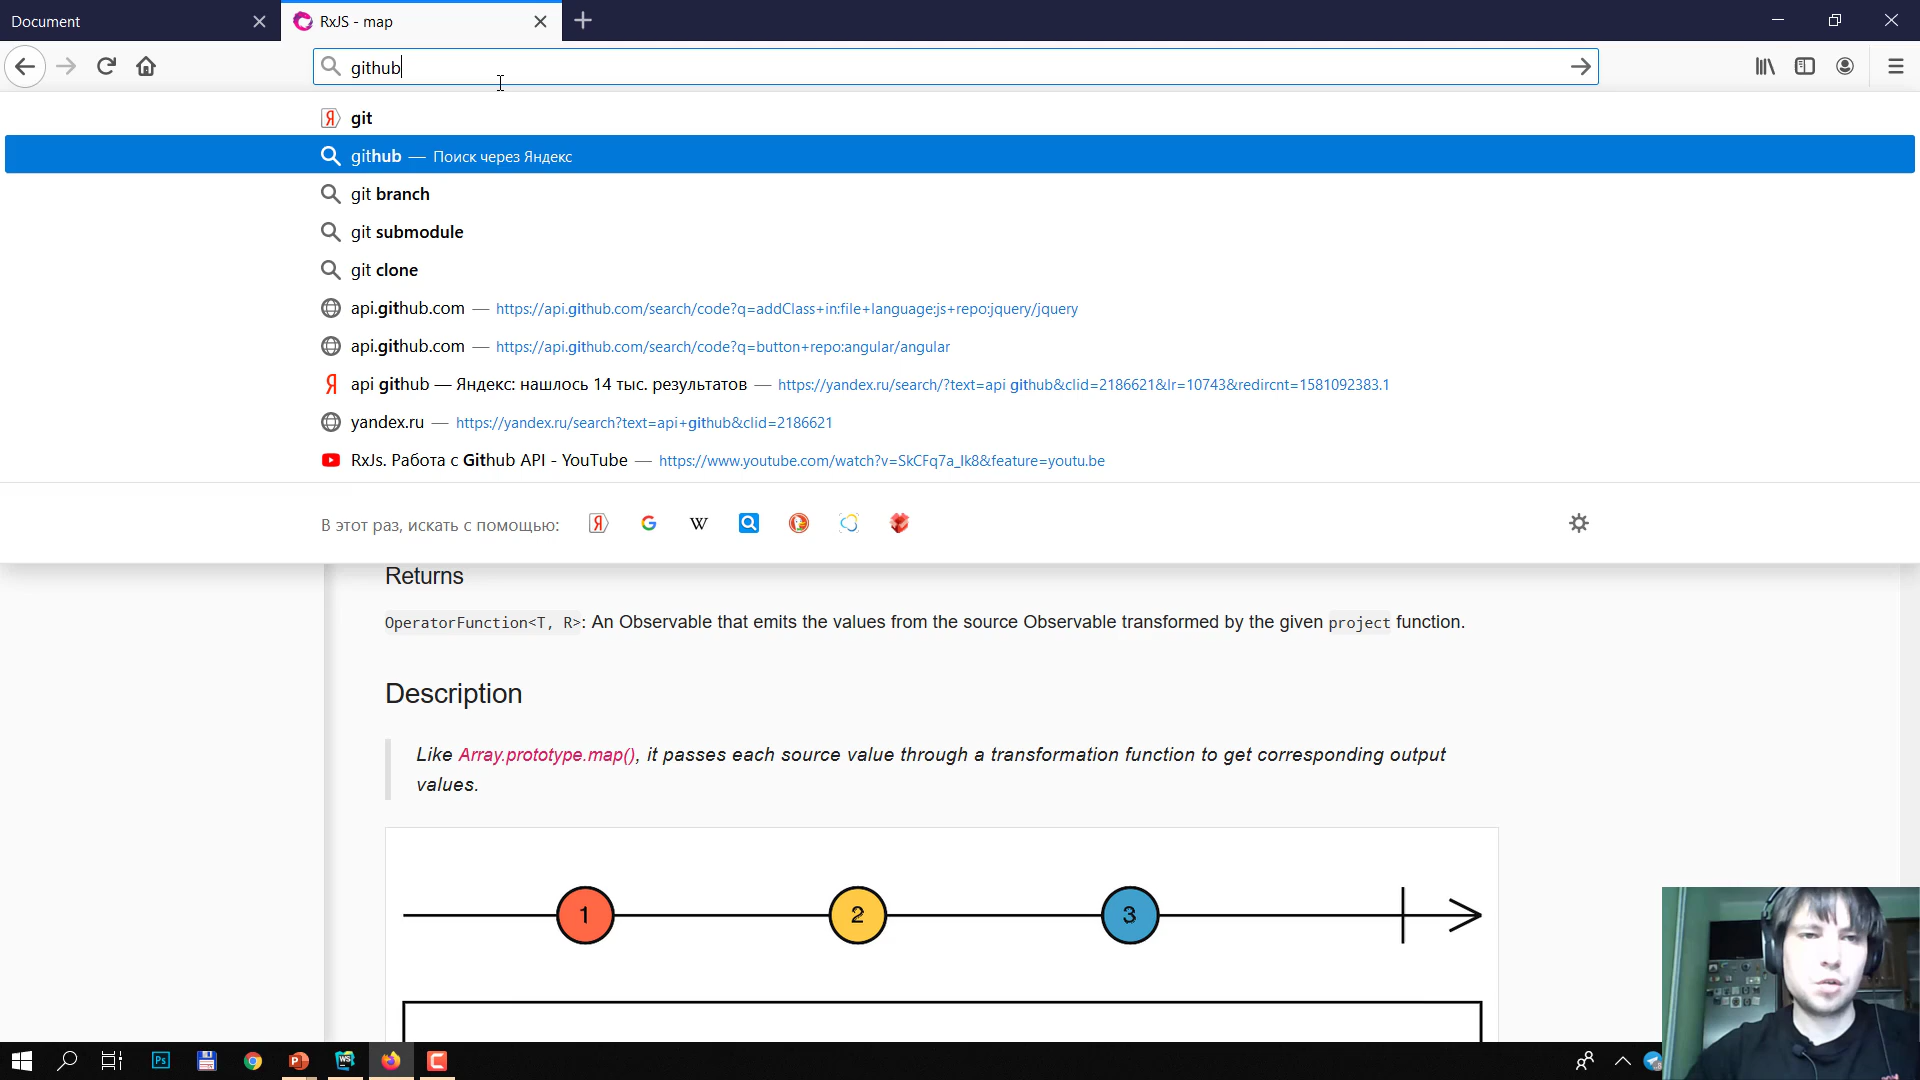 Document
RxJS - map
github
git
github — Поиск через Яндекс
git branch
git submodule
git clone
api.github.com — https://api.github.com/search/code?q=addClass+in:file+language:js+repo:jquery/jquery
api.github.com — https://api.github.com/search/code?q=button+repo:angular/angular
api github — Яндекс: нашлось 14 тыс. результатов — https://yandex.ru/search/?text=api github&clid=2186621&lr=10743&redircnt=1581092383.1
yandex.ru — https://yandex.ru/search?text=api+github&clid=2186621
RxJs. Работа с Github API - YouTube — https://www.youtube.com/watch?v=SkCFq7a_Ik8&feature=youtu.be
В этот раз, искать с помощью:
Returns
OperatorFunction<T, R>: An Observable that emits the values from the source Observable transformed by the given project function.
Description
Like Array.prototype.map(), it passes each source value through a transformation function to get corresponding output
values.
1 2 3